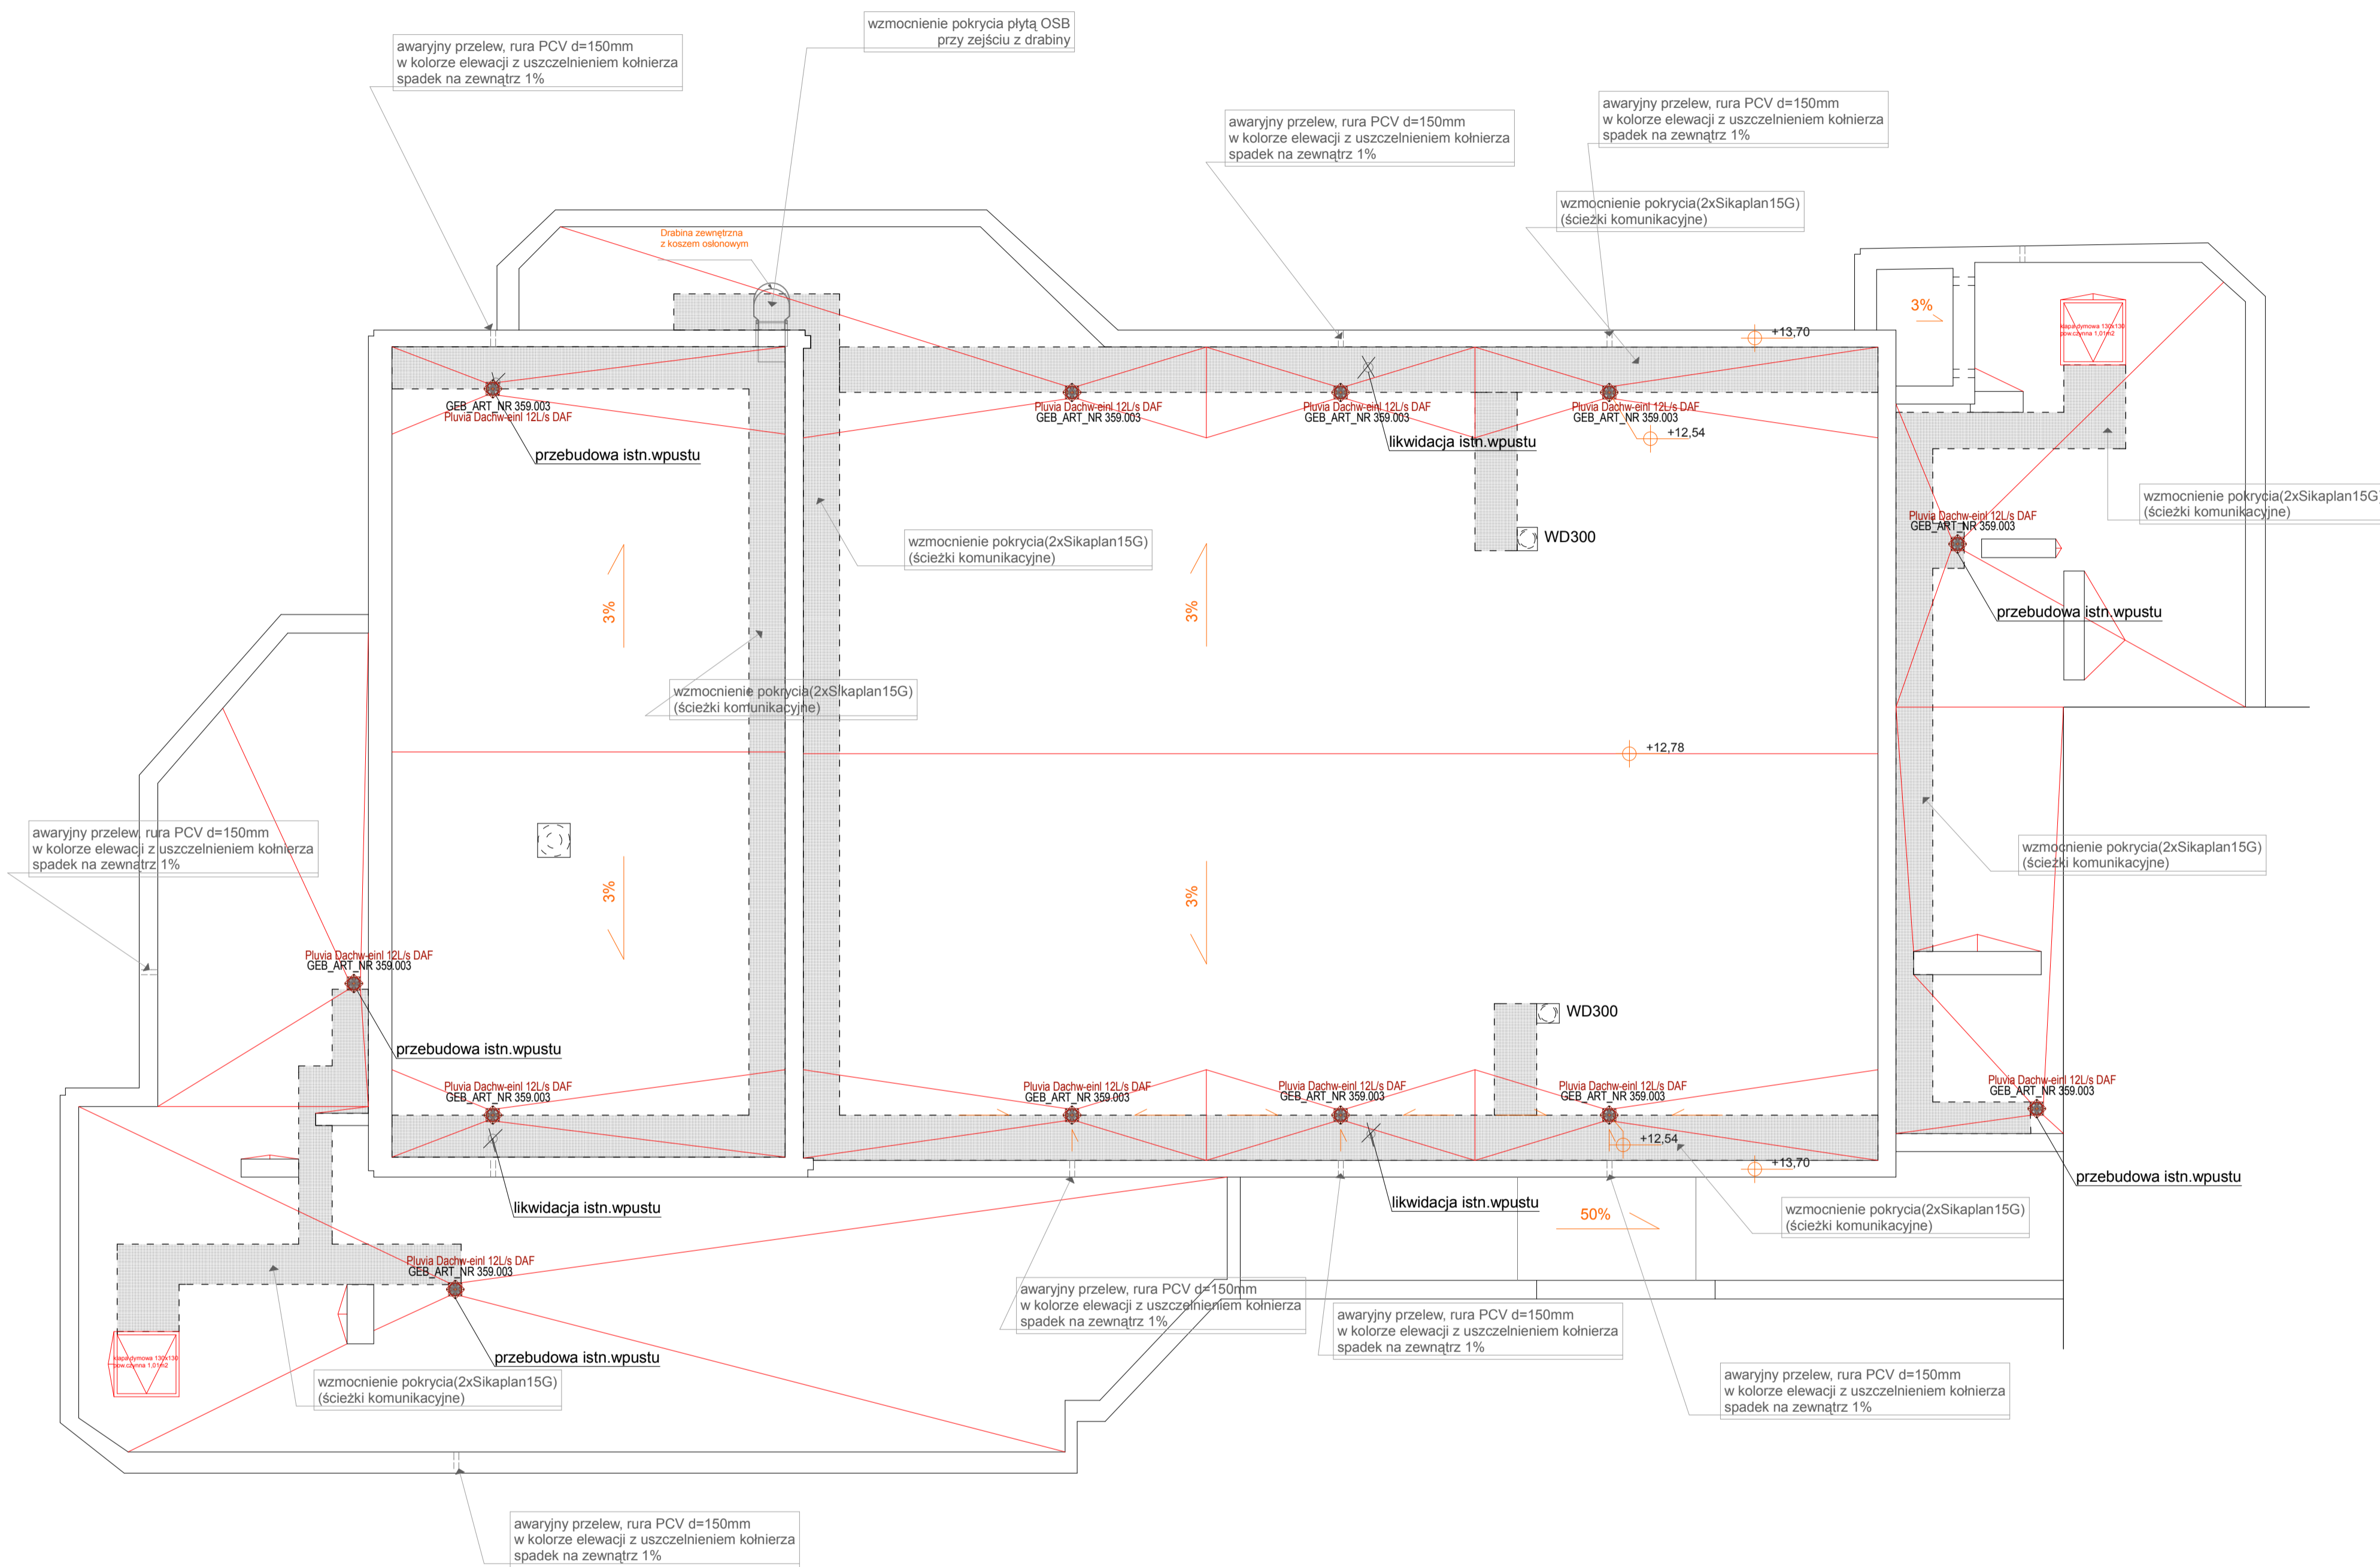 wzmocnienie pokrycia płytą OSB
przy zejściu z drabiny
awaryjny przelew, rura PCV d=150mm
w kolorze elewacji z uszczelnieniem kołnierza
spadek na zewnątrz 1%
awaryjny przelew, rura PCV d=150mm
w kolorze elewacji z uszczelnieniem kołnierza
spadek na zewnątrz 1%
awaryjny przelew, rura PCV d=150mm
w kolorze elewacji z uszczelnieniem kołnierza
spadek na zewnątrz 1%
wzmocnienie pokrycia(2xSikaplan15G)
(ścieżki komunikacyjne)
Drabina zewnętrzna
z koszem osłonowym
3%
klapa dymowa 130x130
pow.czynna 1,01m2
+13,70
GEB_ART_NR 359.003
Pluvia Dachw-einl 12L/s DAF
Pluvia Dachw-einl 12L/s DAF
GEB_ART_NR 359.003
Pluvia Dachw-einl 12L/s DAF
GEB_ART_NR 359.003
Pluvia Dachw-einl 12L/s DAF
GEB_ART_NR 359.003
+12,54
likwidacja istn.wpustu
przebudowa istn.wpustu
wzmocnienie pokrycia(2xSikaplan15G
(ścieżki komunikacyjne)
Pluvia Dachw-einl 12L/s DAF
GEB_ART_NR 359.003
wzmocnienie pokrycia(2xSikaplan15G)
(ścieżki komunikacyjne)
WD300
3%
3%
przebudowa istn.wpustu
wzmocnienie pokrycia(2xSikaplan15G)
(ścieżki komunikacyjne)
+12,78
awaryjny przelew, rura PCV d=150mm
w kolorze elewacji z uszczelnieniem kołnierza
spadek na zewnątrz 1%
wzmocnienie pokrycia(2xSikaplan15G)
(ścieżki komunikacyjne)
3%
3%
Pluvia Dachw-einl 12L/s DAF
GEB_ART_NR 359.003
WD300
przebudowa istn.wpustu
Pluvia Dachw-einl 12L/s DAF
GEB_ART_NR 359.003
Pluvia Dachw-einl 12L/s DAF
GEB_ART_NR 359.003
Pluvia Dachw-einl 12L/s DAF
GEB_ART_NR 359.003
Pluvia Dachw-einl 12L/s DAF
GEB_ART_NR 359.003
Pluvia Dachw-einl 12L/s DAF
GEB_ART_NR 359.003
+12,54
+13,70
przebudowa istn.wpustu
likwidacja istn.wpustu
likwidacja istn.wpustu
50%
wzmocnienie pokrycia(2xSikaplan15G)
(ścieżki komunikacyjne)
Pluvia Dachw-einl 12L/s DAF
GEB_ART_NR 359.003
awaryjny przelew, rura PCV d=150mm
w kolorze elewacji z uszczelnieniem kołnierza
spadek na zewnątrz 1%
awaryjny przelew, rura PCV d=150mm
w kolorze elewacji z uszczelnieniem kołnierza
spadek na zewnątrz 1%
klapa dymowa 130x130
pow.czynna 1,01m2
przebudowa istn.wpustu
wzmocnienie pokrycia(2xSikaplan15G)
(ścieżki komunikacyjne)
awaryjny przelew, rura PCV d=150mm
w kolorze elewacji z uszczelnieniem kołnierza
spadek na zewnątrz 1%
awaryjny przelew, rura PCV d=150mm
w kolorze elewacji z uszczelnieniem kołnierza
spadek na zewnątrz 1%